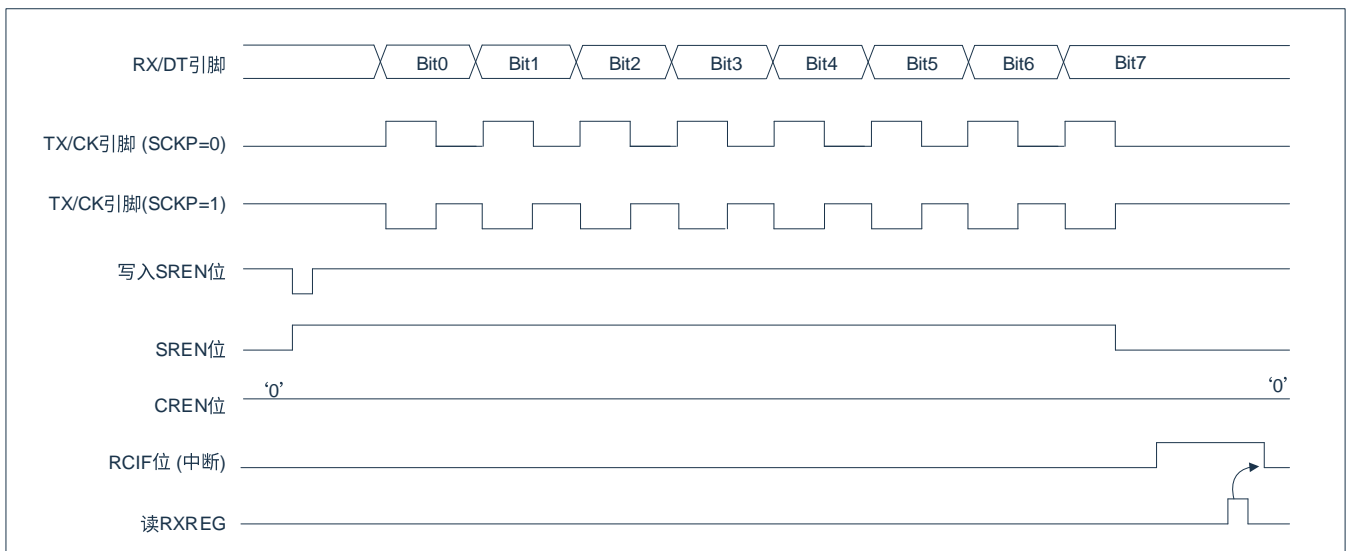 RX/DT引脚 Bit0 Bit1 Bit2 Bit3 Bit4 Bit5 Bit6 Bit7
TX/CK引脚 (SCKP=0)
TX/CK引脚(SCKP=1)
写入SREN位
SREN位
‘0’ ‘0’
CREN位
RCIF位 (中断)
读RXREG